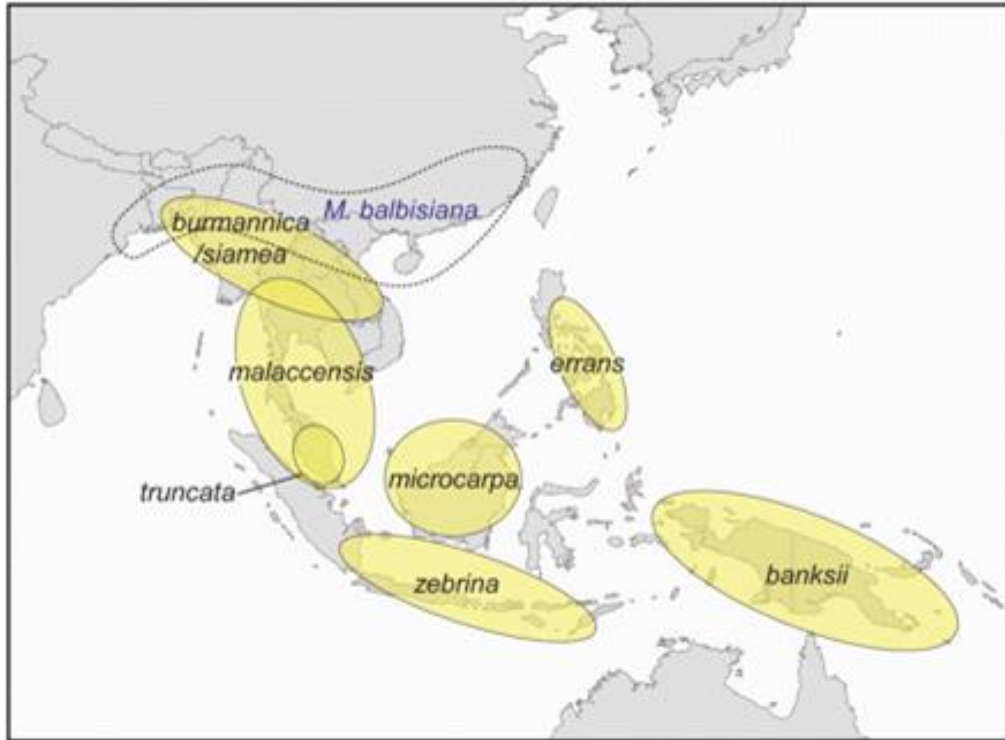 M. balbisiana
burmannica
/siamea
malaccensis
errans
truncata
microcarpa
zebrina
banksii